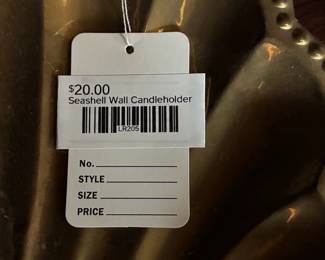 $20.00
Seashell Wall Candleholder
LR205
No.
STYLE
SIZE
PRICE